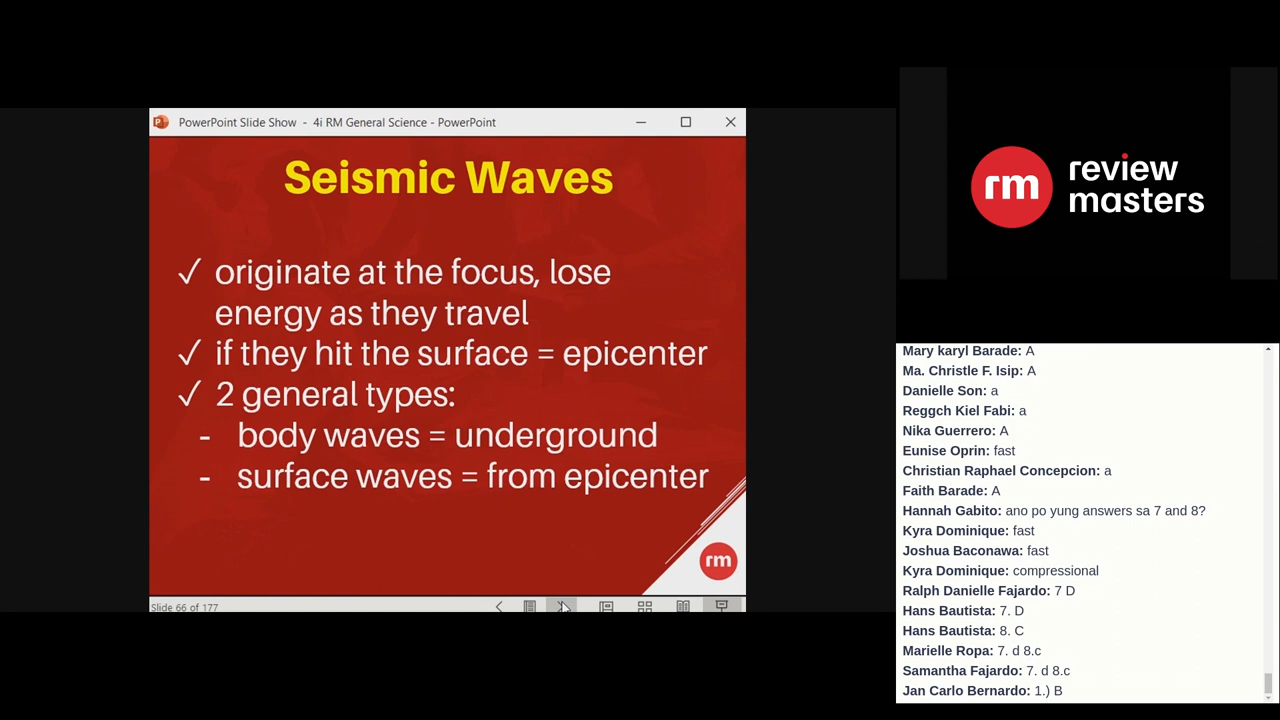 PowerPoint Slide Show - 4i RM General Science - PowerPoint
Seismic Waves
✓ originate at the focus, lose
energy as they travel
✓ if they hit the surface = epicenter
✓ 2 general types:
- body waves = underground
- surface waves = from epicenter
rm
Slide 66 of 177
rm review
masters
Mary karyl Barade: A
Ma. Christle F. Isip: A
Danielle Son: a
Reggch Kiel Fabi: a
Nika Guerrero: A
Eunise Oprin: fast
Christian Raphael Concepcion: a
Faith Barade: A
Hannah Gabito: ano po yung answers sa 7 and 8?
Kyra Dominique: fast
Joshua Baconawa: fast
Kyra Dominique: compressional
Ralph Danielle Fajardo: 7 D
Hans Bautista: 7. D
Hans Bautista: 8. C
Marielle Ropa: 7. d 8.c
Samantha Fajardo: 7. d 8.c
Jan Carlo Bernardo: 1.) B